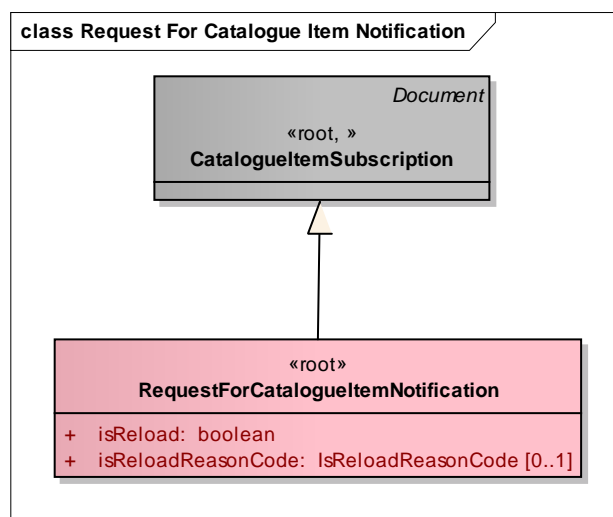 class Request For Catalogue Item Notification
Document
«root, »
CatalogueItemSubscription
«root»
RequestForCatalogueItemNotification
+ isReload: boolean
+ isReloadReasonCode: IsReloadReasonCode [0..1]